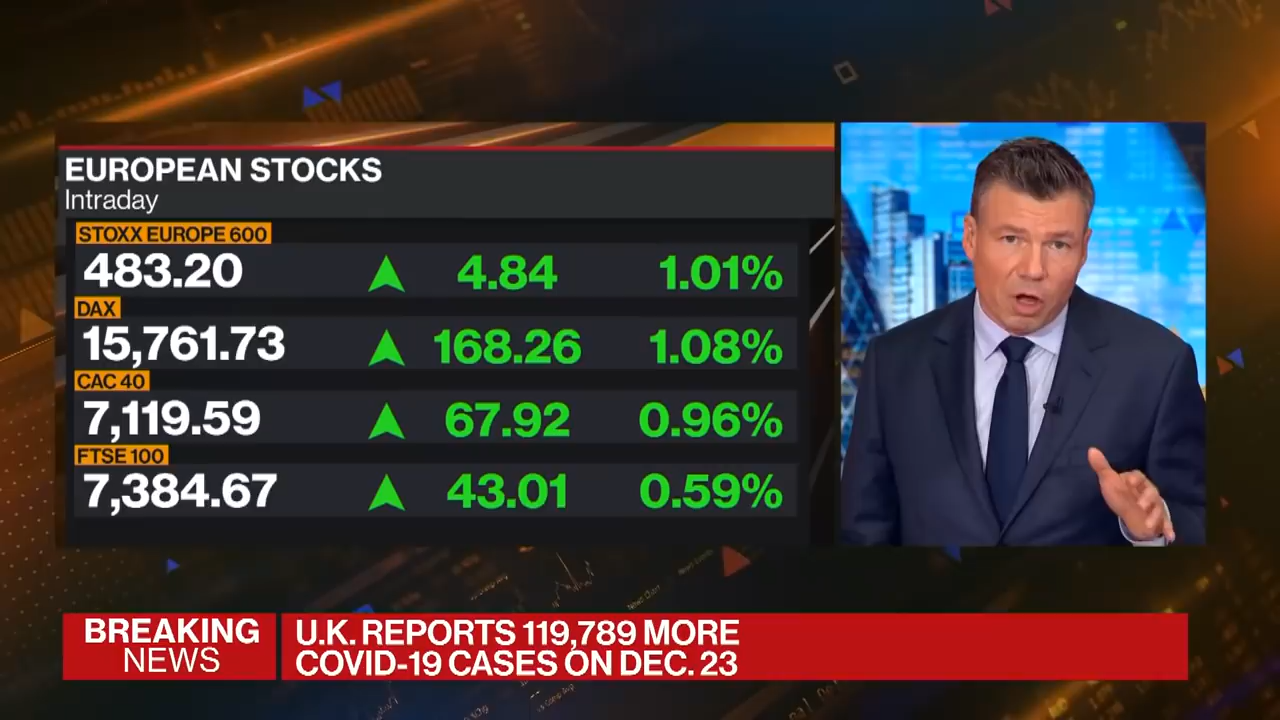 EUROPEAN STOCKS
Intraday
STOXX EUROPE 600
483.20 4.84 1.01%
DAX
15,761.73 168.26 1.08%
CAC 40
7,119.59 67.92 0.96%
FTSE 100
7,384.67 43.01 0.59%
BREAKING
NEWS
U.K. REPORTS 119,789 MORE
COVID-19 CASES ON DEC. 23